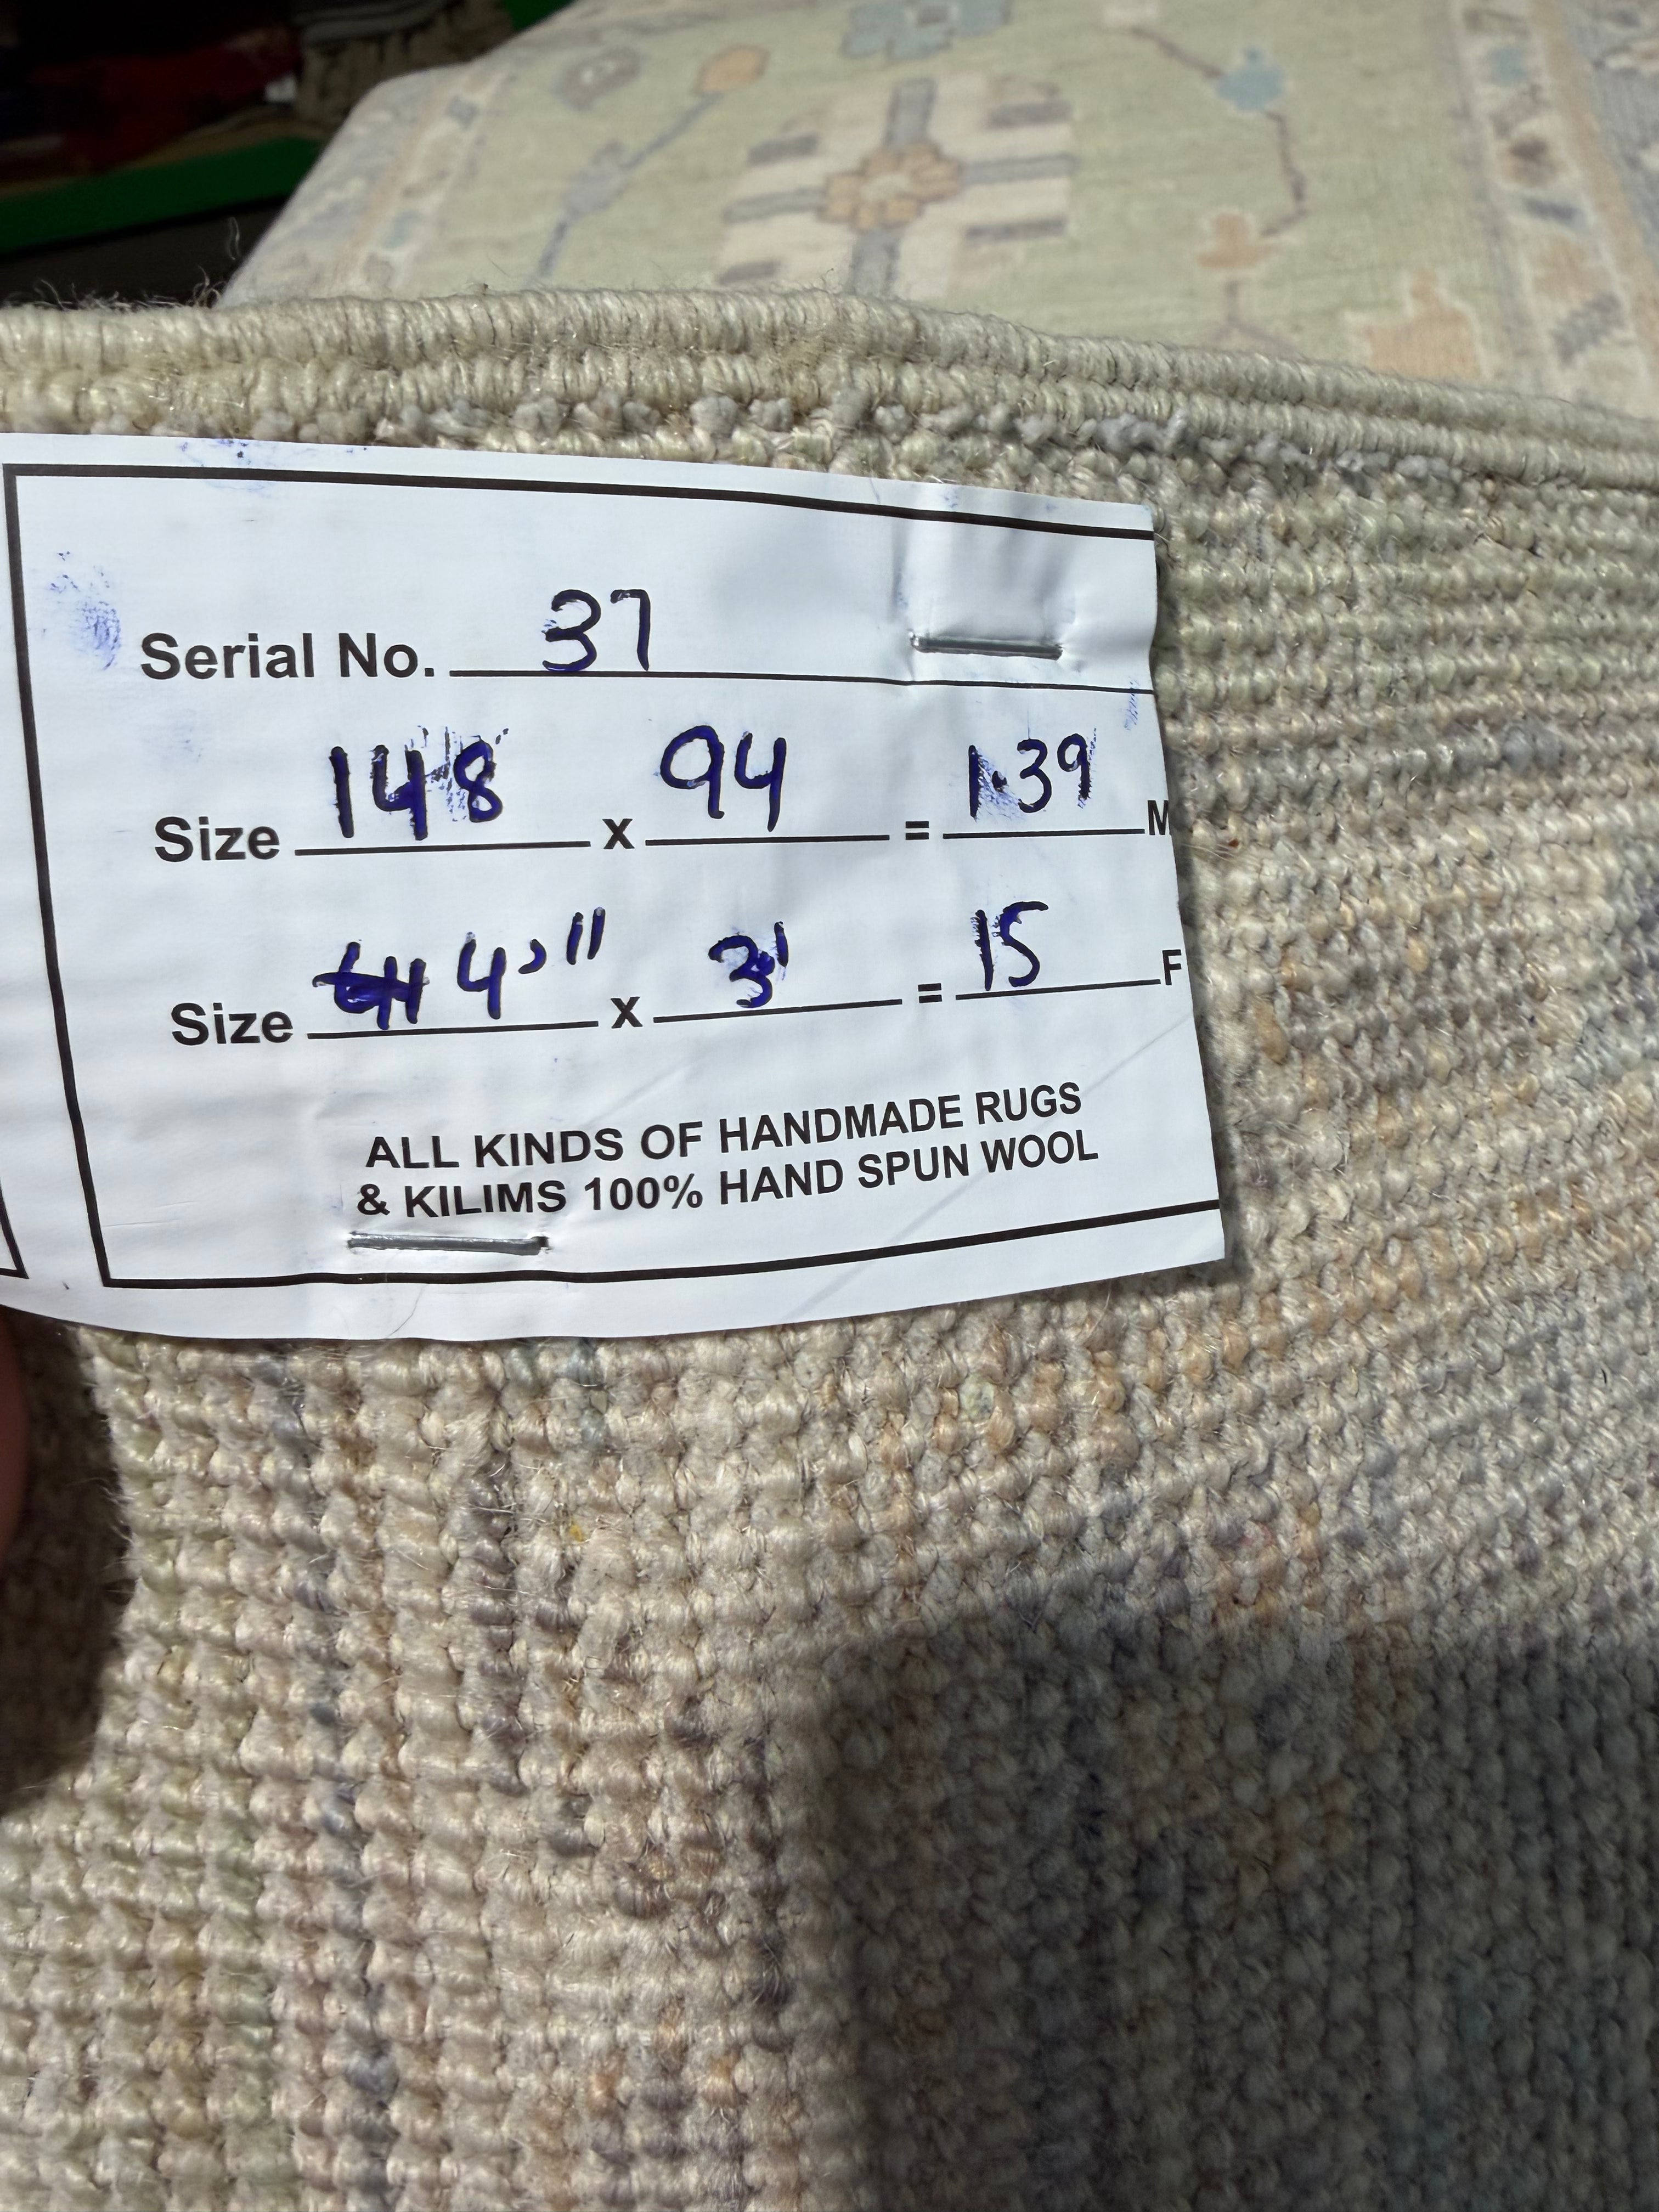 Serial No. 37
Size 148 x 94 = 1.39 M
Size 4'11 x 3' = 15 F
ALL KINDS OF HANDMADE RUGS
& KILIMS 100% HAND SPUN WOOL